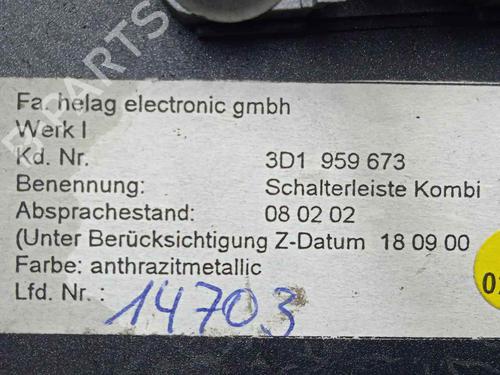 Fa. helag electronic gmbh
Werk I
Kd. Nr. 3D1 959 673
Benennung: Schalterleiste Kombi
Absprachestand: 08 02 02
(Unter Berücksichtigung Z-Datum 18 09 00
Farbe: anthrazitmetallic
Lfd. Nr. : 14703
B-PARTS